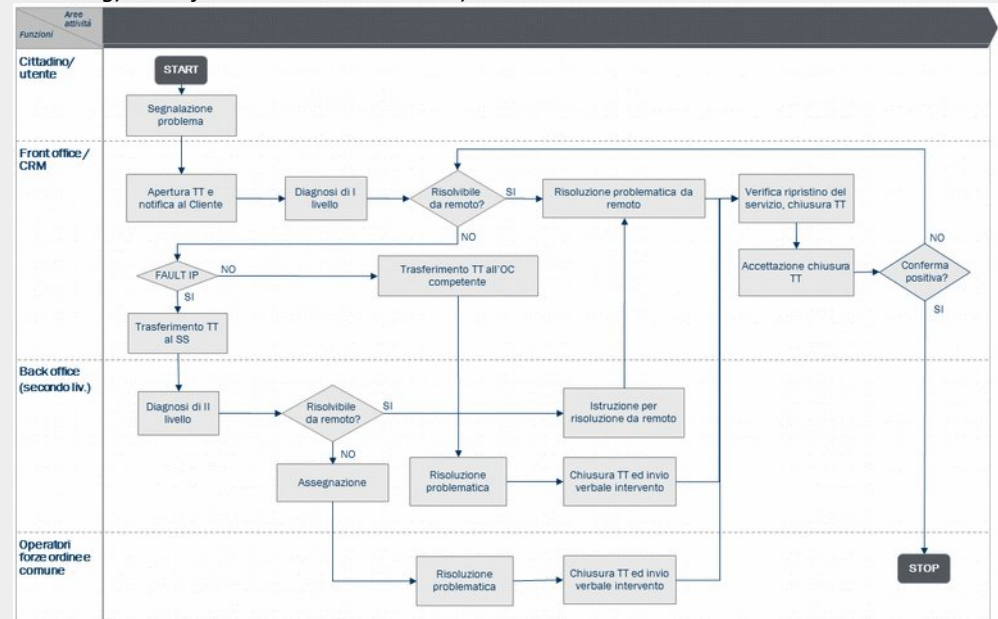 Aree
attività
Funzioni
Cittadino/
utente
START
Segnalazione
problema
Front office /
CRM
Apertura TT e
notifica al Cliente
Diagnosi di I
livello
Risolvibile
da remoto?
SI
Risoluzione problematica da
remoto
Verifica ripristino del
servizio, chiusura TT
NO
FAULT IP
NO
Trasferimento TT all'OC
competente
Accettazione chiusura
TT
NO
Conferma
positiva?
SI
SI
Trasferimento TT
al SS
Back office
(secondo liv.)
Diagnosi di II
livello
Risolvibile
da remoto?
SI
Istruzione per
risoluzione da remoto
NO
Assegnazione
Risoluzione
problematica
Chiusura TT ed invio
verbale intervento
Operatori
forze ordine e
comune
Risoluzione
problematica
Chiusura TT ed invio
verbale intervento
STOP